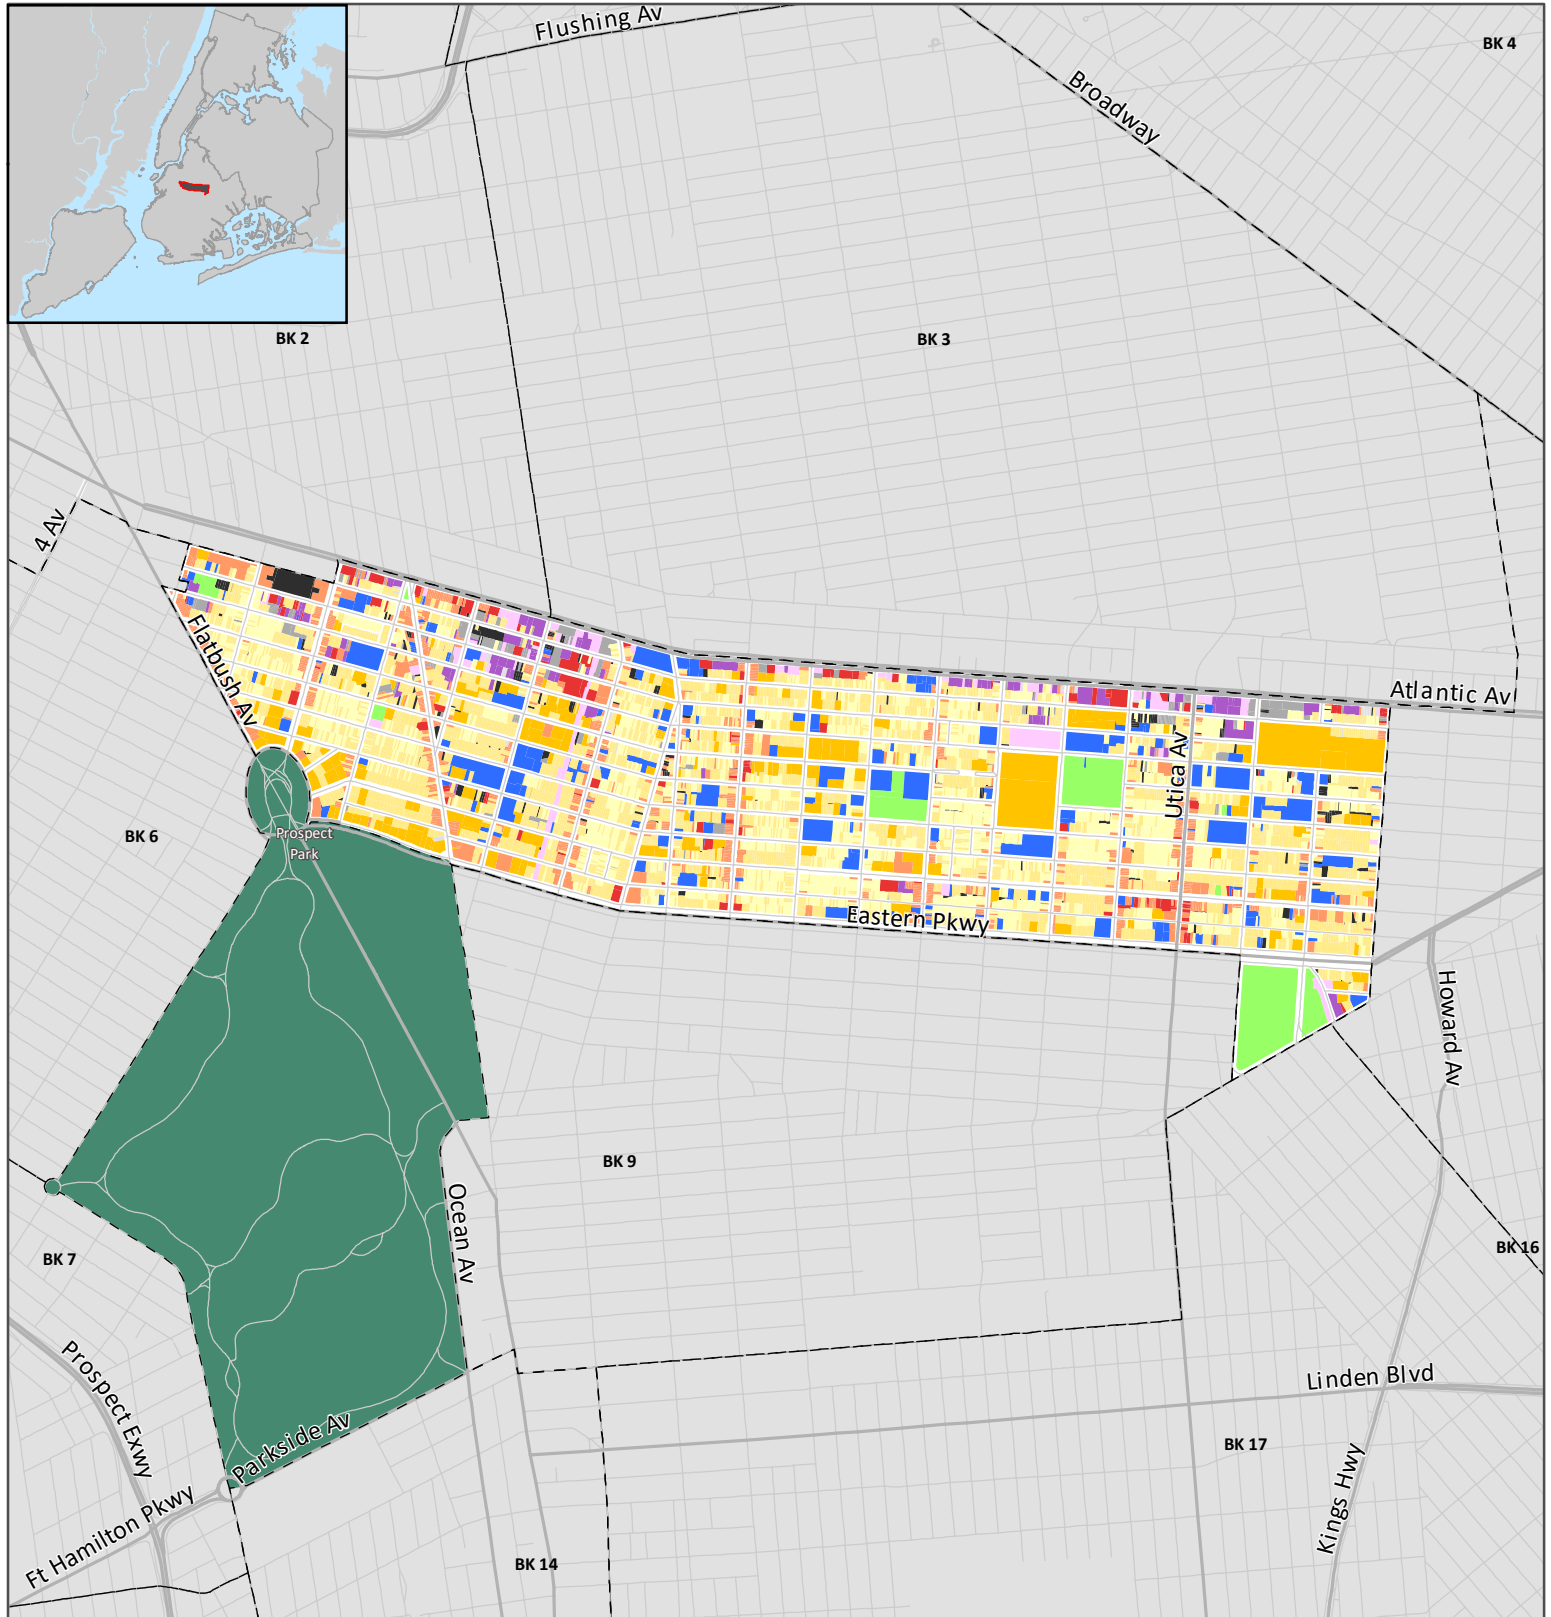 Flushing Av
BK 4
Broadway
BK 2
BK 3
4 Av
Flatbush Av
Atlantic Av
Utica Av
BK 6
Prospect
Park
Eastern Pkwy
Howard Av
BK 9
Ocean Av
BK 7
BK 16
Prospect Exwy
Linden Blvd
Parkside Av
BK 17
Kings Hwy
Ft Hamilton Pkwy
BK 14